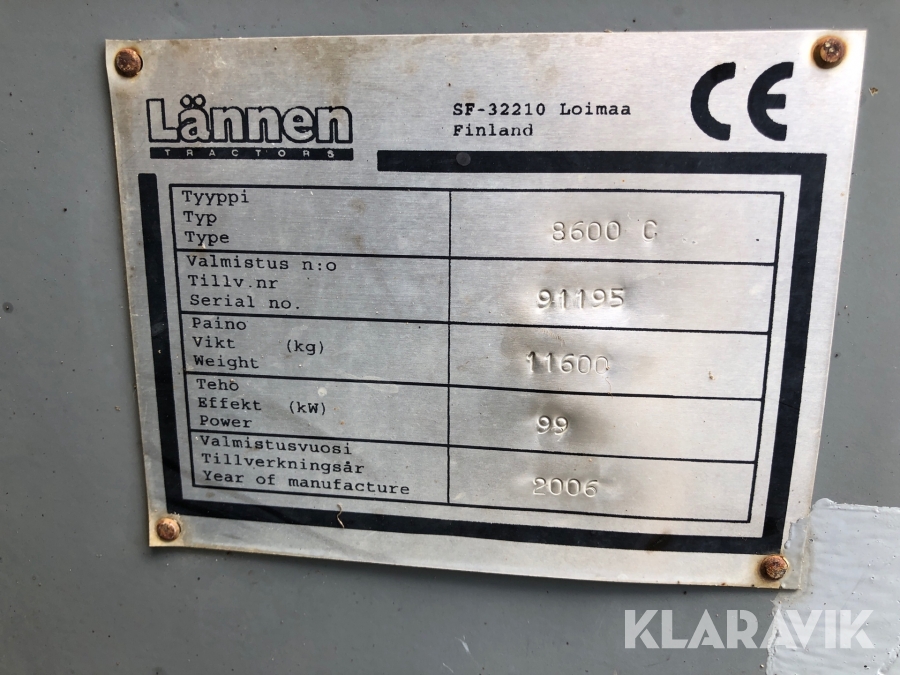 Lännen
TRACTORS
SF-32210 Loimaa
Finland
CE
Tyyppi
Typ
Type
8600 C
Valmistus n:o
Tillv.nr
Serial no.
91195
Paino
Vikt (kg)
Weight
11600
Teho
Effekt (kW)
Power
99
Valmistusvuosi
Tillverkningsår
Year of manufacture
2006
KLARAVIK